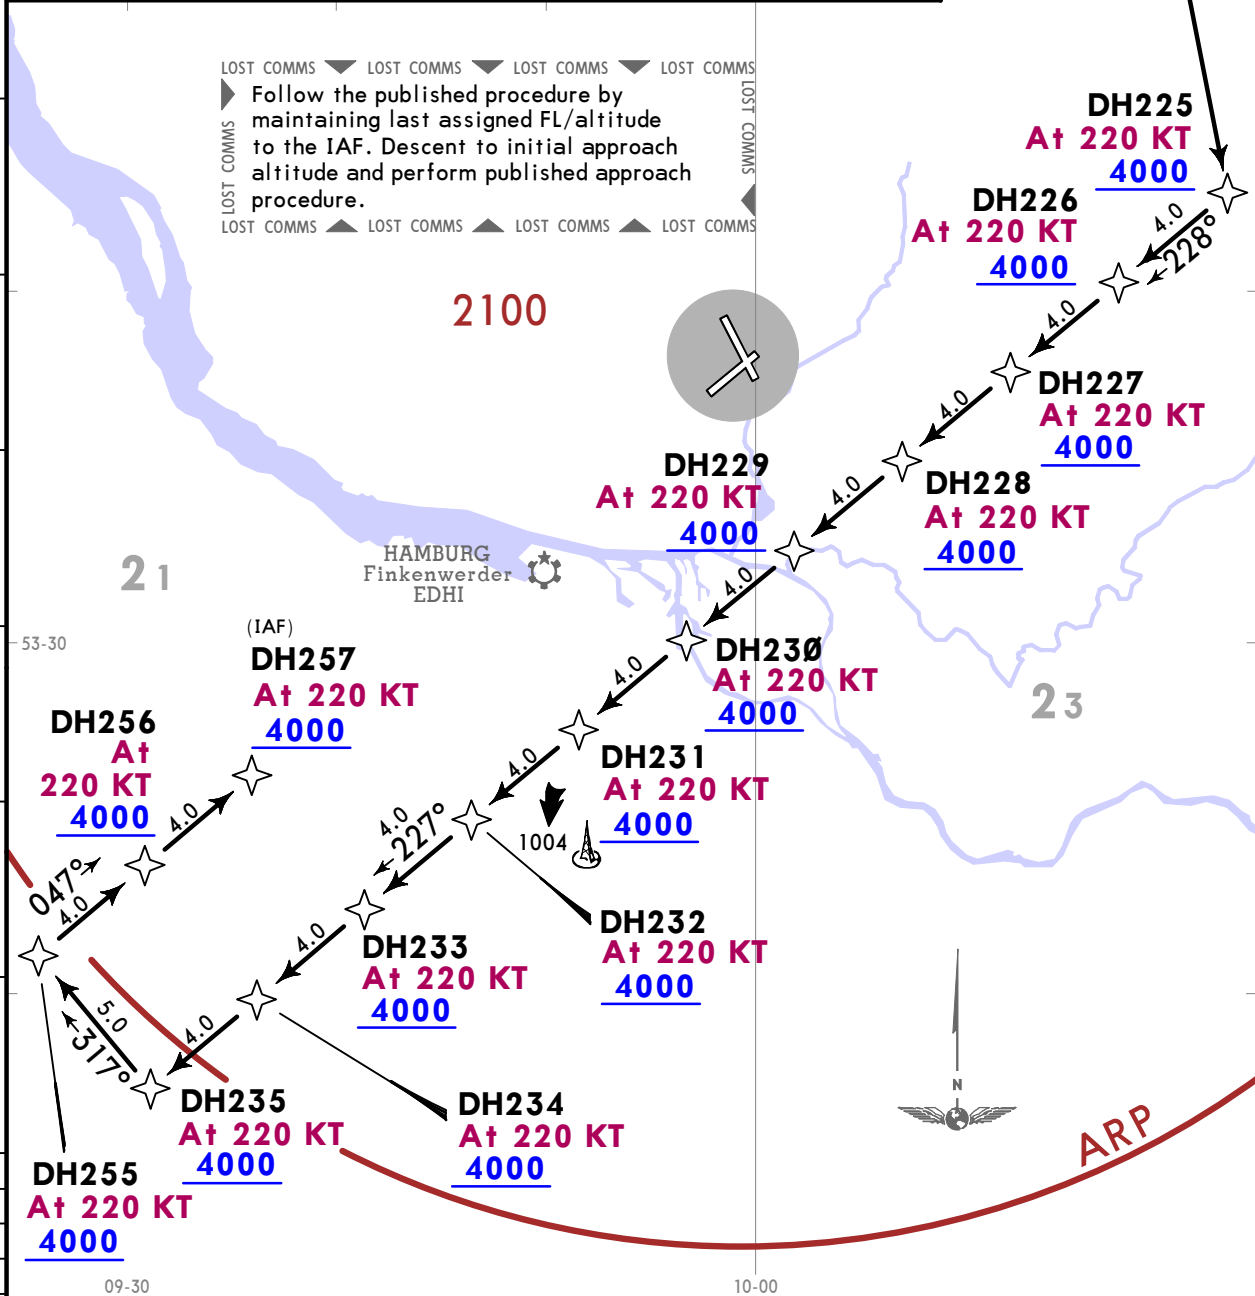 LOST COMMS LOST COMMS LOST COMMS LOST COMMS
LOST COMMS
LOST COMMS
Follow the published procedure by
maintaining last assigned FL/altitude
to the IAF. Descent to initial approach
altitude and perform published approach
procedure.
LOST COMMS LOST COMMS LOST COMMS LOST COMMS
DH225
At 220 KT
4000
4.0
228°
DH226
At 220 KT
4000
4.0
2100
DH227
At 220 KT
4000
4.0
DH228
At 220 KT
4000
4.0
DH229
At 220 KT
4000
4.0
HAMBURG
Finkenwerder
EDHI
21
53-30
DH230
At 220 KT
4000
4.0
23
(IAF)
DH257
At 220 KT
4000
DH256
At
220 KT
4000
4.0
047°
4.0
DH231
At 220 KT
4000
4.0
1004
4.0
227°
DH232
At 220 KT
4000
DH233
At 220 KT
4000
4.0
4.0
5.0
317°
DH235
At 220 KT
4000
DH234
At 220 KT
4000
DH255
At 220 KT
4000
N
ARP
09-30
10-00